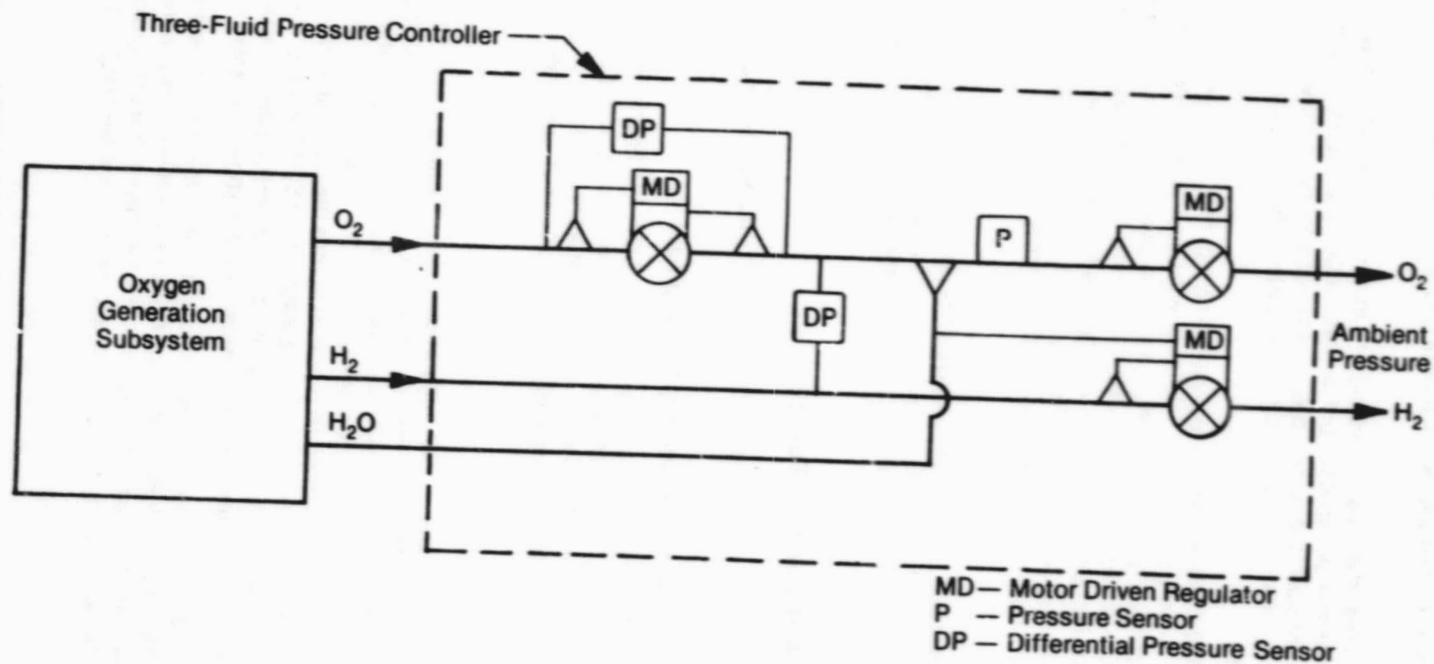 Three-Fluid Pressure Controller
DP
MD
MD
O2
P
O2
Oxygen
Generation
Subsystem
DP
MD
Ambient
Pressure
H2
H2
H2O
MD — Motor Driven Regulator
P — Pressure Sensor
DP — Differential Pressure Sensor